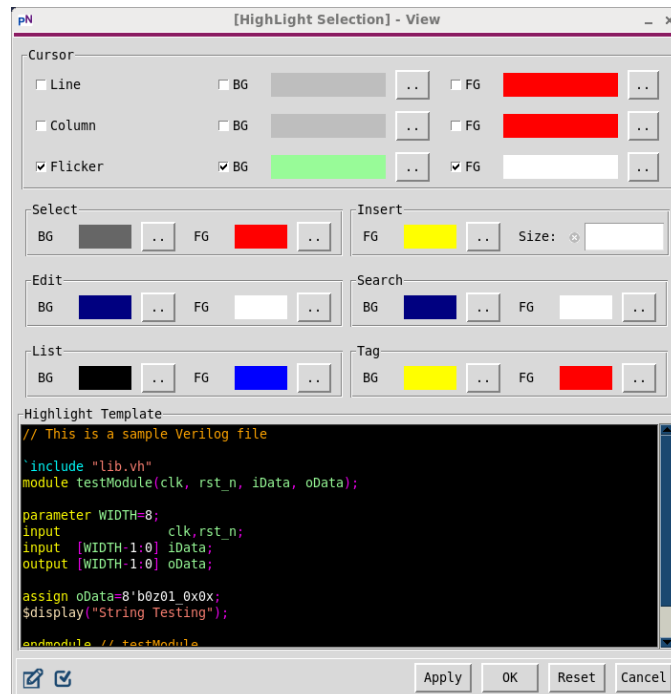 pN [HighLight Selection] - View
Cursor
Line BG .. FG ..
Column BG .. FG ..
Flicker BG .. FG ..
Select Insert
BG .. FG .. FG .. Size:
Edit Search
BG .. FG .. BG .. FG ..
List Tag
BG .. FG .. BG .. FG ..
Highlight Template
// This is a sample Verilog file
`include "lib.vh"
module testModule(clk, rst_n, iData, oData);
parameter WIDTH=8;
input clk,rst_n;
input [WIDTH-1:0] iData;
output [WIDTH-1:0] oData;
assign oData=8'b0z01_0x0x;
$display("String Testing");
endmodule // testModule
Apply OK Reset Cancel